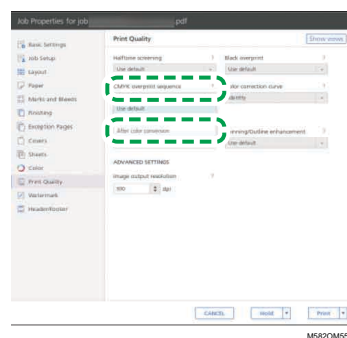 Job Properties for job .pdf
Basic Settings
Job Setup
Layout
Paper
Marks and Bleeds
Finishing
Exception Pages
Covers
Sheets
Color
Print Quality
Watermark
Header/Footer
Print Quality
Halftone screening ?
Use default
CMYK overprint sequence ?
Use default
After color conversion
ADVANCED SETTINGS
Image output resolution ?
dpi
Black overprint ?
Use default
color correction curve ?
Identity
enhancement ?
Use default
CANCEL
Hold
Print
M582OM55